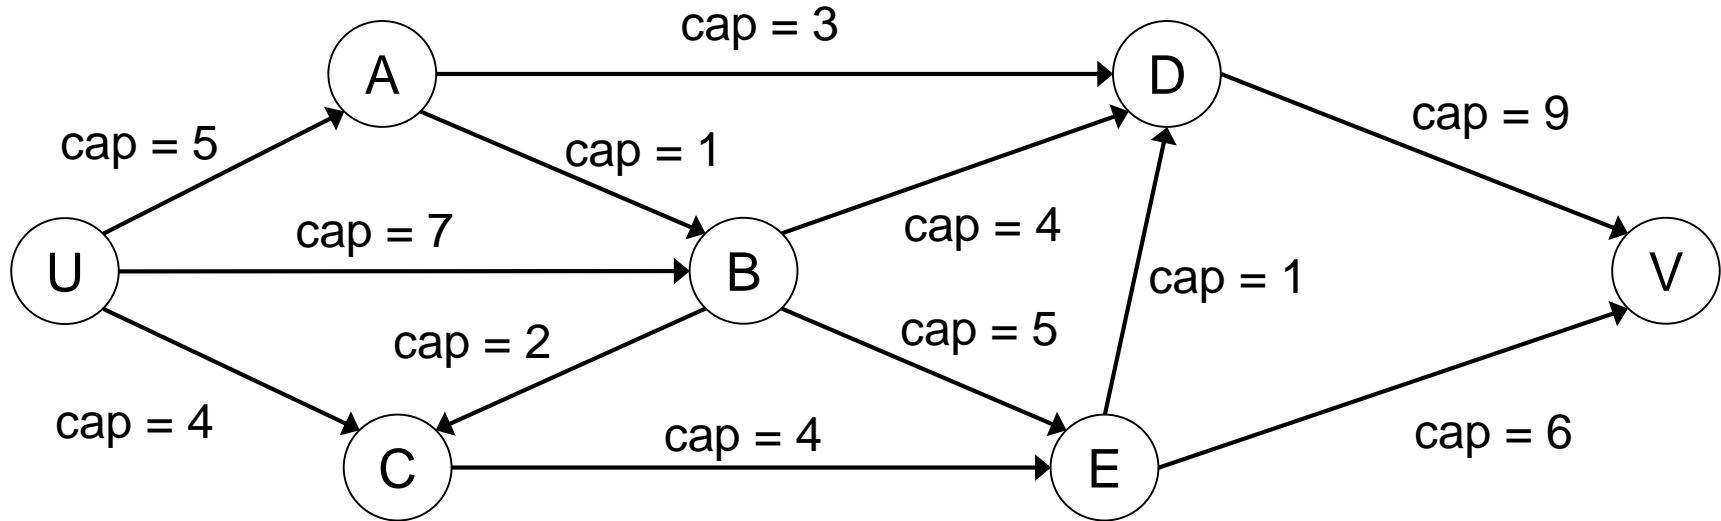 cap = 3
A
D
cap = 9
cap = 5
cap = 1
cap = 7
cap = 4
U
B
V
cap = 1
cap = 2
cap = 5
cap = 4
cap = 4
cap = 6
C
E